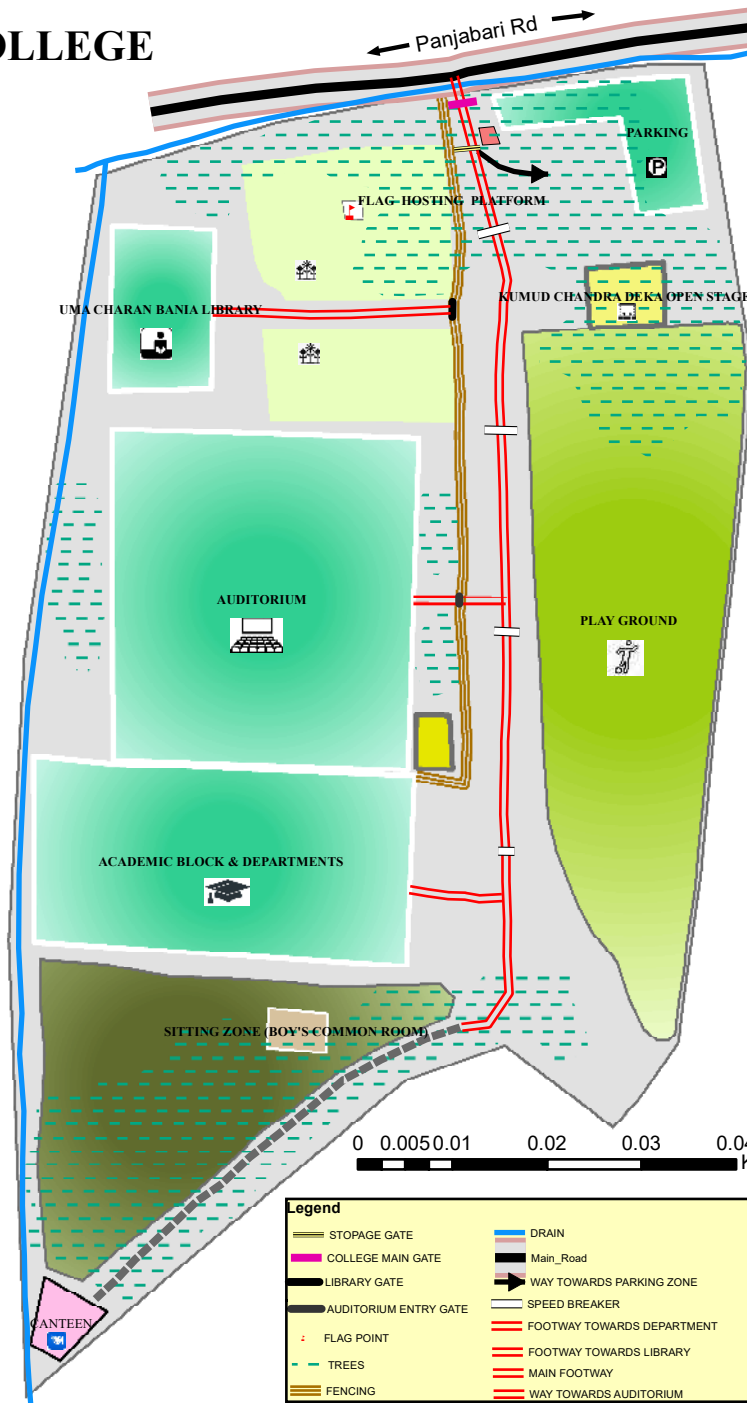 OLLEGE
Panjabari Rd
PARKING
P
FLAG HOSTING PLATFORM
UMA CHARAN BANIA LIBRARY
KUMUD CHANDRA DEKA OPEN STAGE
AUDITORIUM
PLAY GROUND
ACADEMIC BLOCK & DEPARTMENTS
SITTING ZONE (BOY'S COMMON ROOM)
0 0.005 0.01 0.02 0.03 0.04
CANTEEN
Legend
STOPAGE GATE
COLLEGE MAIN GATE
LIBRARY GATE
AUDITORIUM ENTRY GATE
FLAG POINT
TREES
FENCING
DRAIN
Main_Road
WAY TOWARDS PARKING ZONE
SPEED BREAKER
FOOTWAY TOWARDS DEPARTMENT
FOOTWAY TOWARDS LIBRARY
MAIN FOOTWAY
WAY TOWARDS AUDITORIUM